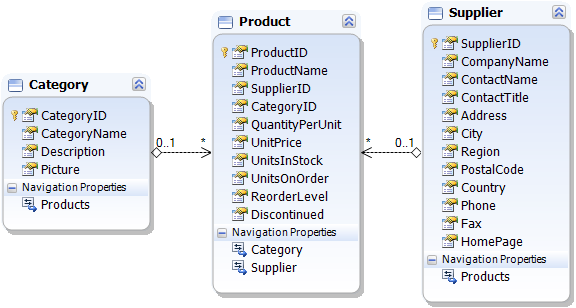 Category
CategoryID
CategoryName
Description
Picture
Navigation Properties
Products
0..1
*
Product
ProductID
ProductName
SupplierID
CategoryID
QuantityPerUnit
UnitPrice
UnitsInStock
UnitsOnOrder
ReorderLevel
Discontinued
Navigation Properties
Category
Supplier
*
0..1
Supplier
SupplierID
CompanyName
ContactName
ContactTitle
Address
City
Region
PostalCode
Country
Phone
Fax
HomePage
Navigation Properties
Products